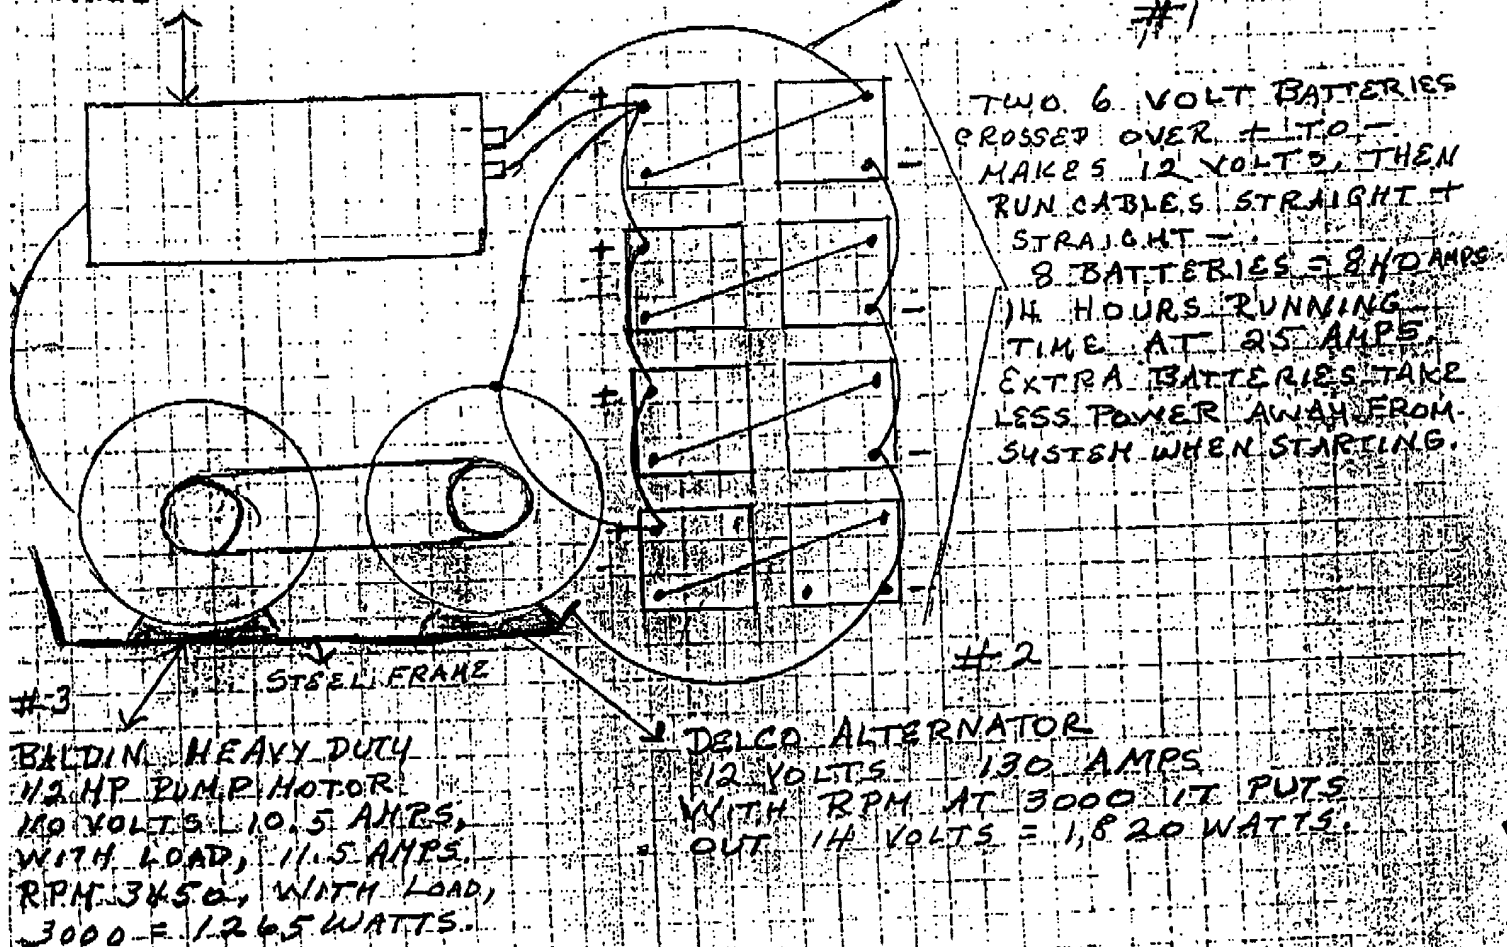 #1
TWO 6 VOLT BATTERIES
CROSSED OVER + TO -
MAKES 12 VOLTS, THEN
RUN CABLES STRAIGHT +
STRAIGHT -.
8 BATTERIES = 840 AMPS
14 HOURS RUNNING
TIME AT 25 AMPS.
EXTRA BATTERIES TAKE
LESS POWER AWAY FROM
SYSTEM WHEN STARTING.
+
-
+
-
+
-
+
-
#2
STEEL FRAME
#3
BALDIN HEAVY DUTY
1/2 HP PUMP MOTOR
110 VOLTS 10.5 AMPS,
WITH LOAD, 11.5 AMPS.
RPM 3450, WITH LOAD,
3000 = 1265 WATTS.
DELCO ALTERNATOR
12 VOLTS 130 AMPS
WITH RPM AT 3000 IT PUTS
OUT 14 VOLTS = 1,820 WATTS.